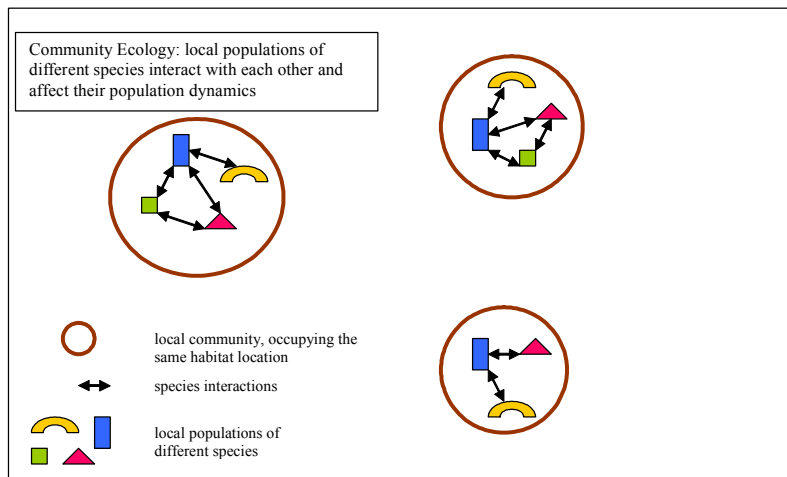 Community Ecology: local populations of
different species interact with each other and
affect their population dynamics
local community, occupying the
same habitat location
species interactions
local populations of
different species